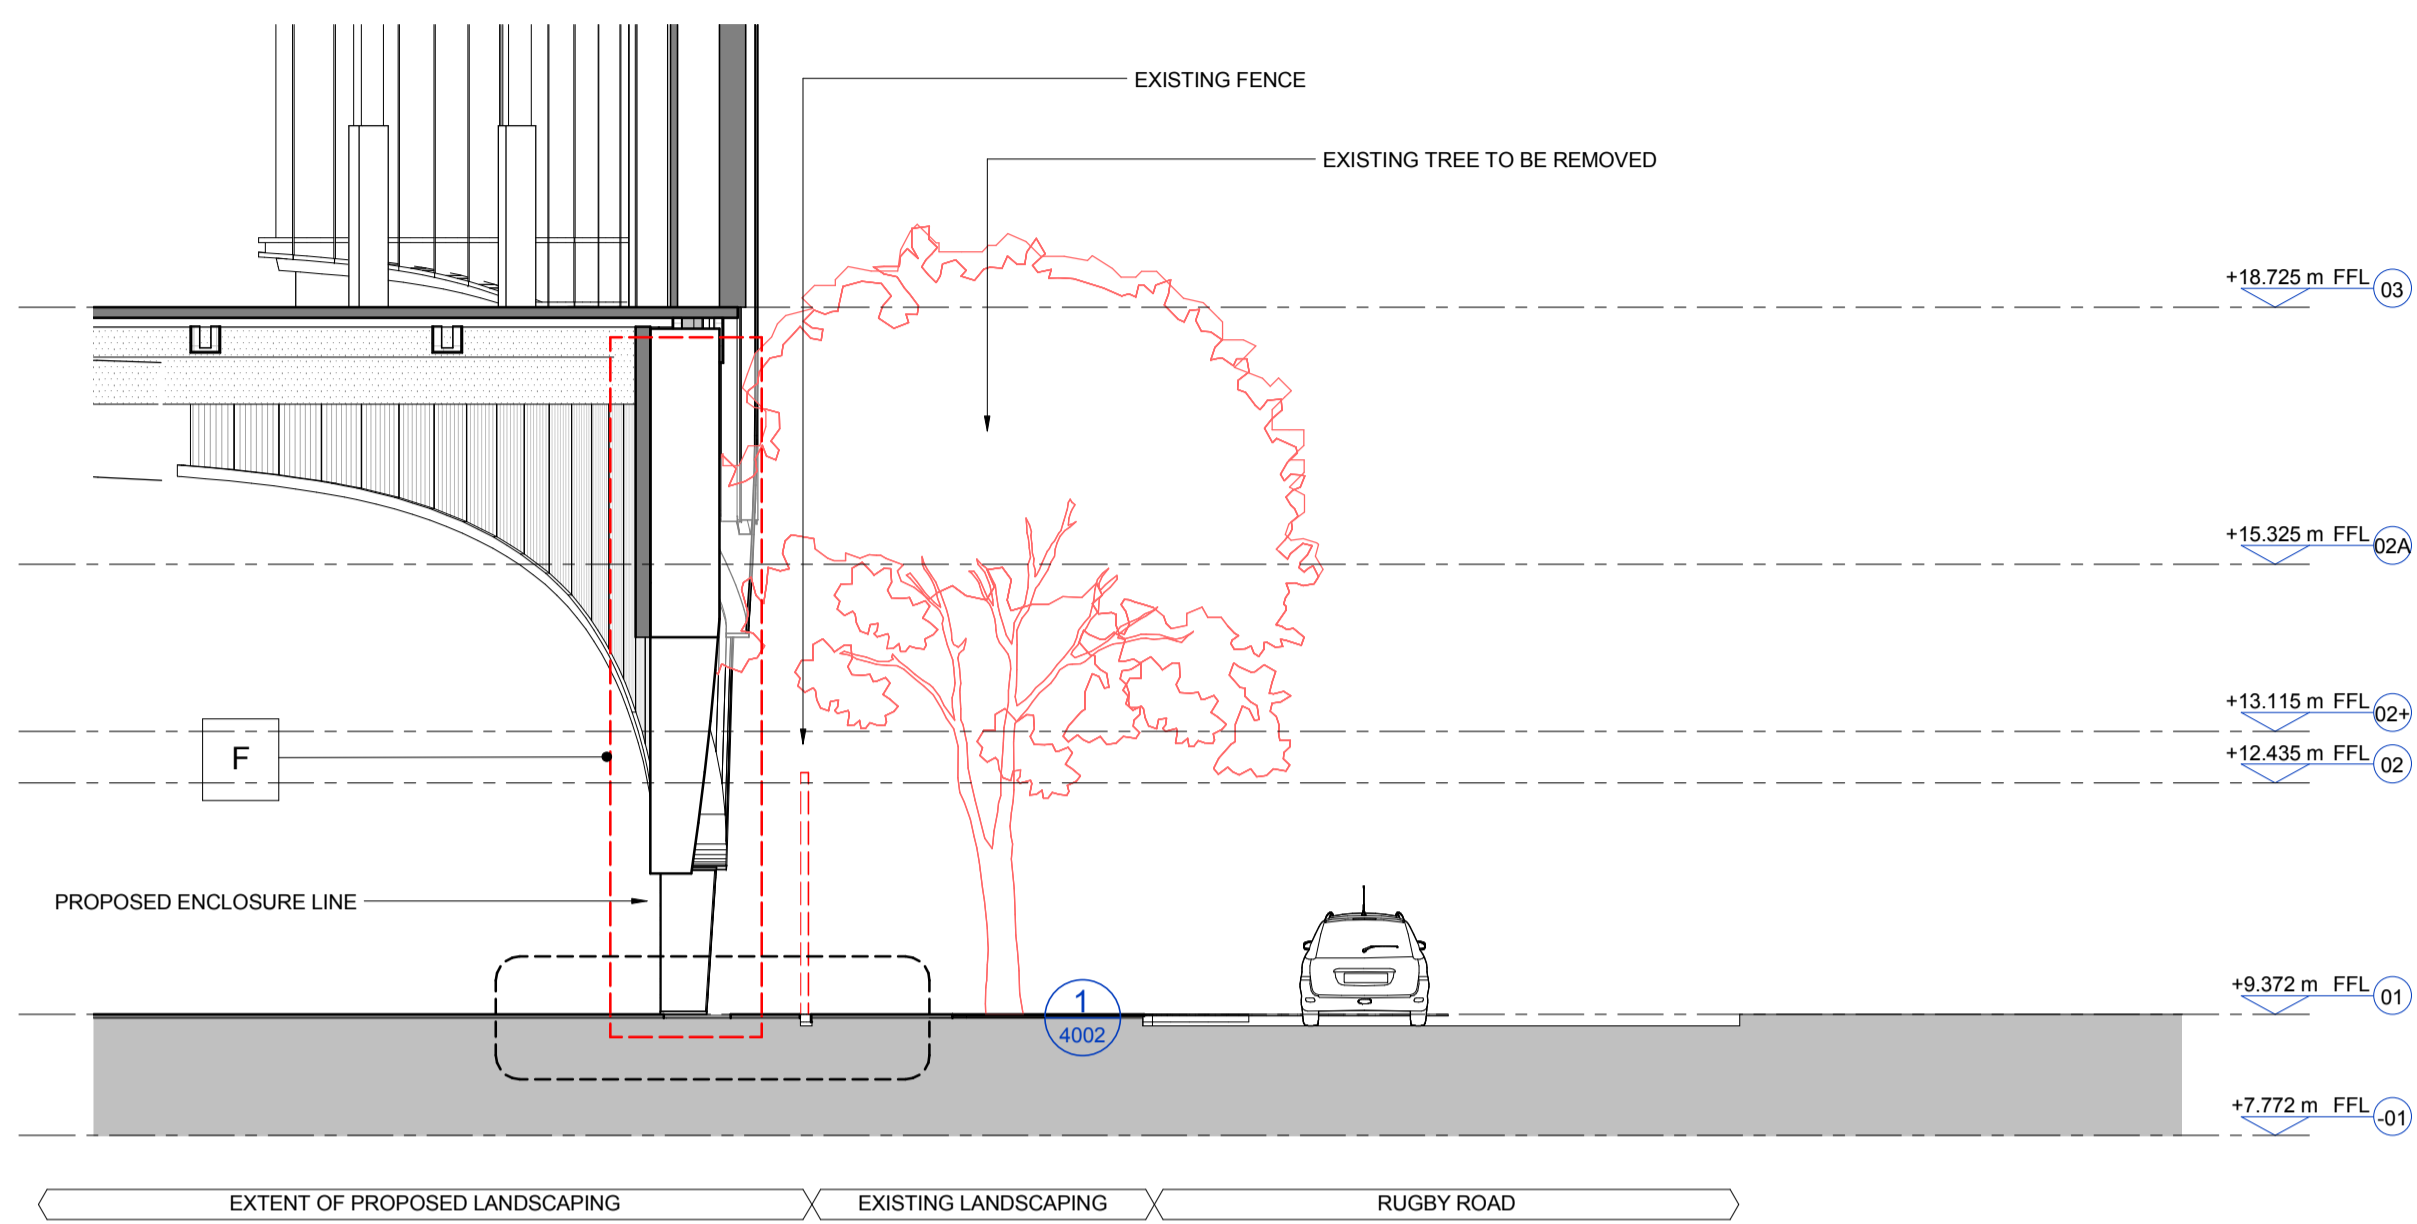 EXISTING FENCE
EXISTING TREE TO BE REMOVED
+18.725 m FFL 03
+15.325 m FFL 02A
+13.115 m FFL 02+
F
+12.435 m FFL 02
PROPOSED ENCLOSURE LINE
+9.372 m FFL 01
1
4002
+7.772 m FFL -01
EXTENT OF PROPOSED LANDSCAPING
EXISTING LANDSCAPING
RUGBY ROAD